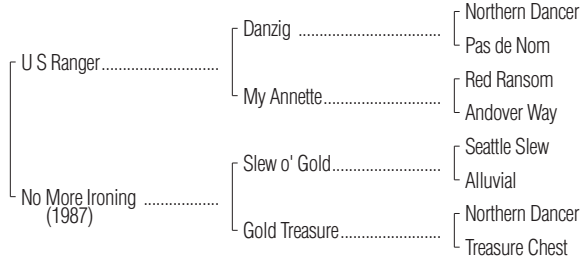 Northern Dancer
Danzig ........................................
Pas de Nom
U S Ranger.................................
Red Ransom
My Annette.................................
Andover Way
Seattle Slew
Slew o' Gold...............................
Alluvial
No More Ironing .....................
(1987)
Northern Dancer
Gold Treasure............................
Treasure Chest